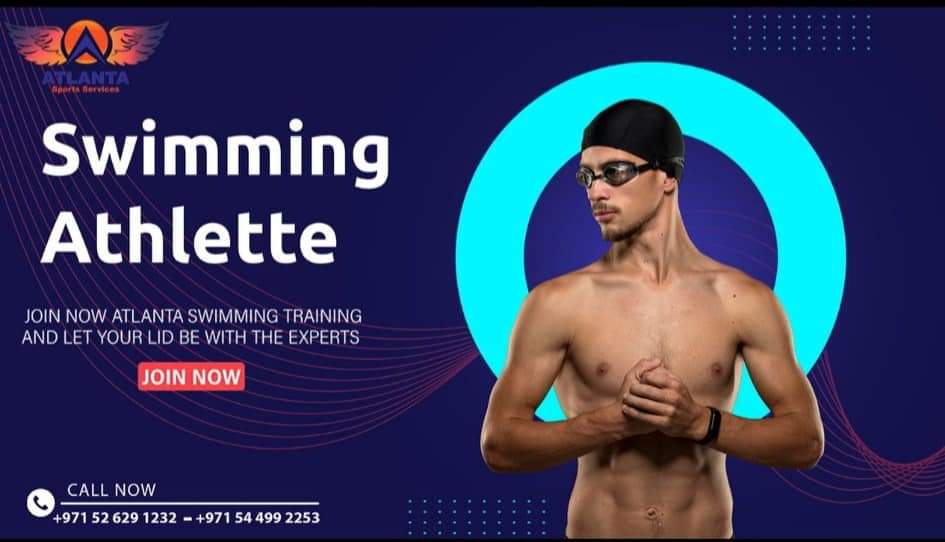 ATLANTA
Sports Services
Swimming
Athlette
JOIN NOW ATLANTA SWIMMING TRAINING
AND LET YOUR LID BE WITH THE EXPERTS
JOIN NOW
CALL NOW
+971 52 629 1232 – +971 54 499 2253